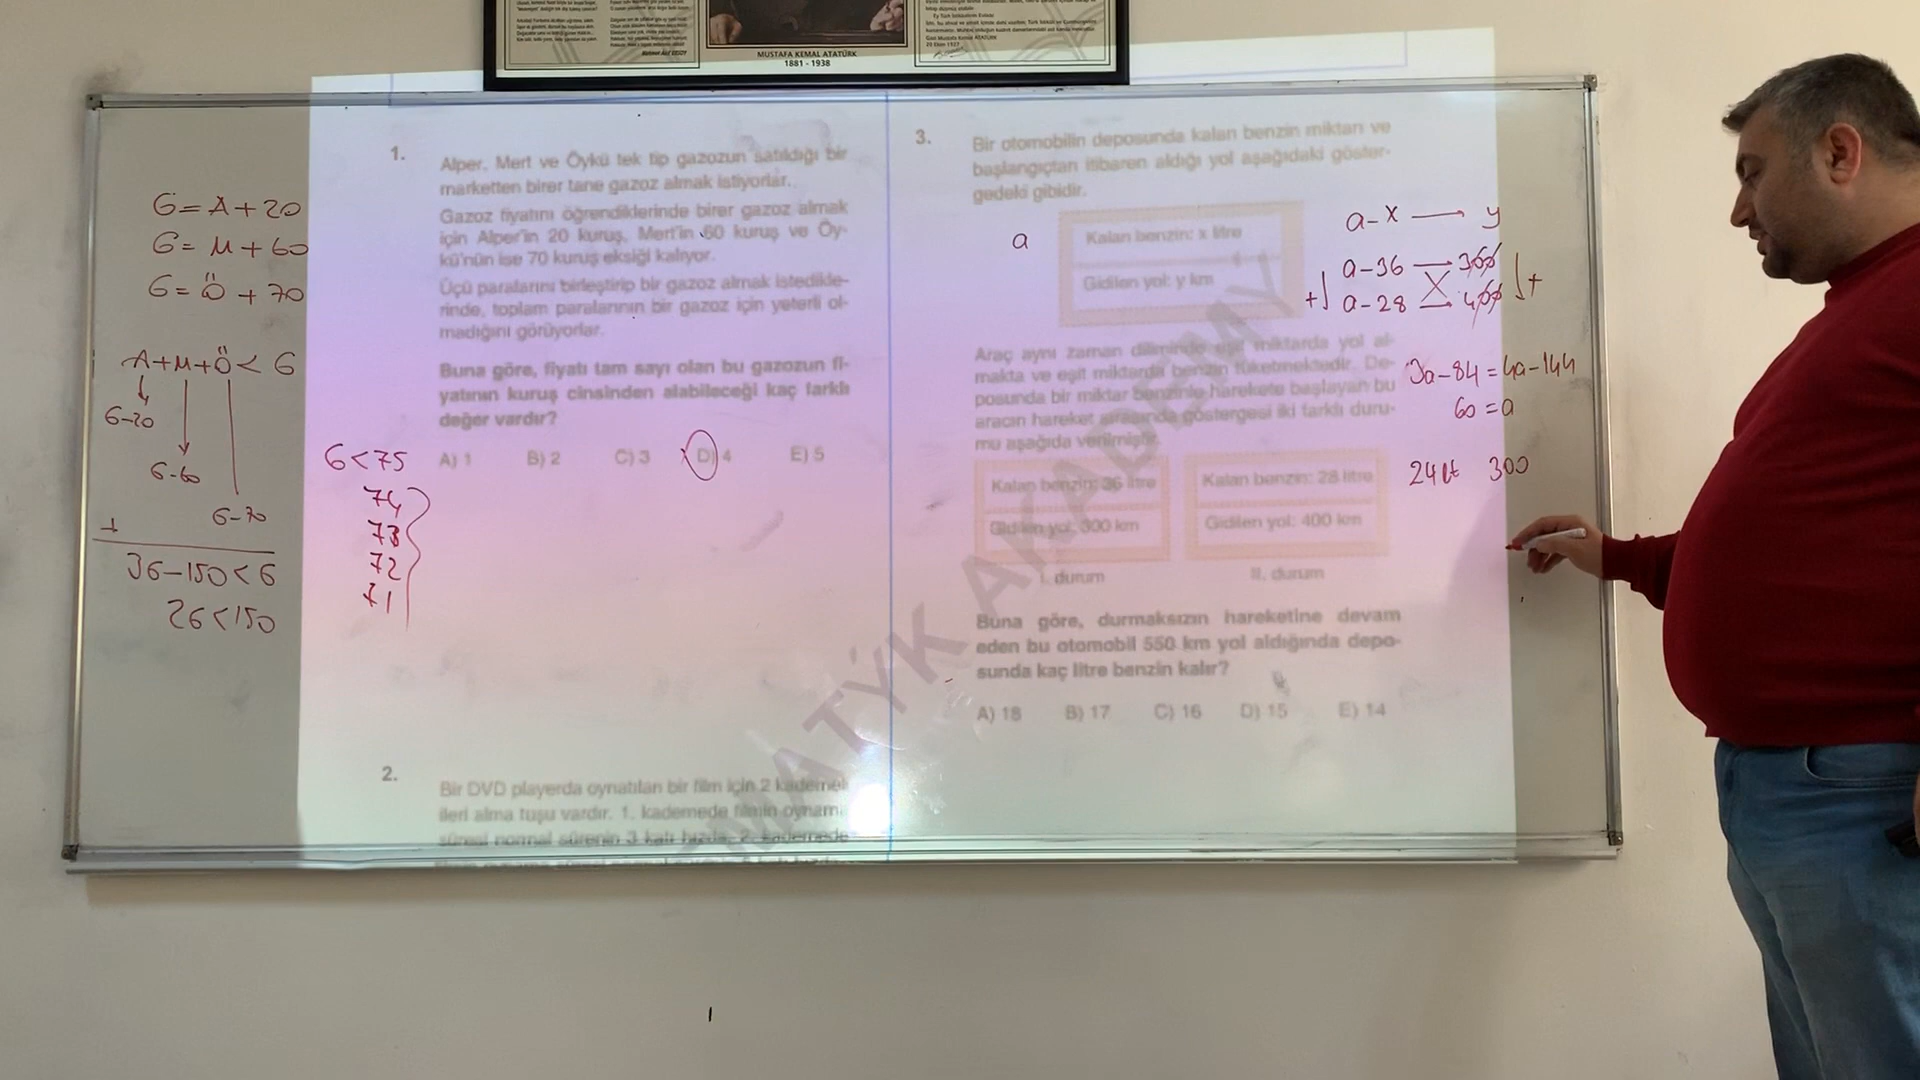 MUSTAFA KEMAL ATATÜRK
1881 - 1938
G=A+20
G=M+60
G=Ö+70
A+M+Ö<G
G-20
G-60
G-70
+
3G-150<G
2G<150
1.
Alper, Mert ve Öykü tek tip gazozun satıldığı bir
marketten birer tane gazoz almak istiyorlar.
Gazoz fiyatını öğrendiklerinde birer gazoz almak
için Alper'in 20 kuruş, Mert'in 60 kuruş ve Öy-
kü'nün ise 70 kuruş eksiği kalıyor.
Üçü paralarını birleştirip bir gazoz almak istedikle-
rinde, toplam paralarının bir gazoz için yeterli ol-
madığını görüyorlar.
Buna göre, fiyatı tam sayı olan bu gazozun fi-
yatının kuruş cinsinden alabileceği kaç farklı
değer vardır?
A) 1 B) 2 C) 3 D) 4 E) 5
G<75
74
73
72
71
2.
Bir DVD playerda oynatılan bir film için 2 kademeli
ileri alma tuşu vardır. 1. kademede filmin oynama
süresi normal sürenin 3 katı hızda, 2. kademede
3.
Bir otomobilin deposunda kalan benzin miktarı ve
başlangıçtan itibaren aldığı yol aşağıdaki göster-
gedeki gibidir.
a
Kalan benzin: x litre
Gidilen yol: y km
a-x — y
a-36 — 300
a-28 — 400
+ +
Araç aynı zaman diliminde eşit miktarda yol al-
makta ve eşit miktarda benzin tüketmektedir. De-
posunda bir miktar benzinle harekete başlayan bu
aracın hareket sırasında göstergesi iki farklı duru-
mu aşağıda verilmiştir.
3a-84=4a-144
60=a
Kalan benzin: 36 litre
Gidilen yol: 300 km
I. durum
Kalan benzin: 28 litre
Gidilen yol: 400 km
II. durum
24lt 300
Buna göre, durmaksızın hareketine devam
eden bu otomobil 550 km yol aldığında depo-
sunda kaç litre benzin kalır?
A) 18 B) 17 C) 16 D) 15 E) 14
MATÝK AKADEMY